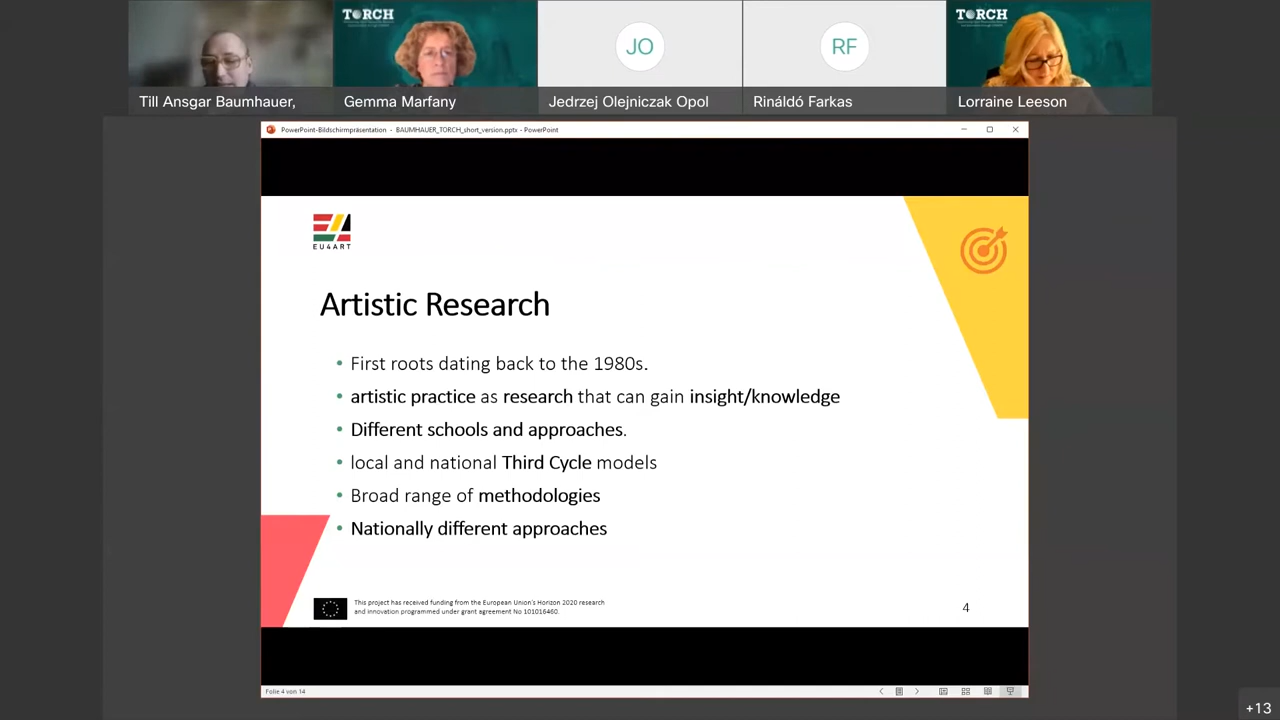 TORCH
TORCH
JO
RF
Till Ansgar Baumhauer,
Gemma Marfany
Jedrzej Olejniczak Opol
Rináldó Farkas
Lorraine Leeson
PowerPoint-Bildschirmpräsentation - BAUMHAUER_TORCH_short_version.pptx - PowerPoint
EU4ART
Artistic Research
• First roots dating back to the 1980s.
• artistic practice as research that can gain insight/knowledge
• Different schools and approaches.
• local and national Third Cycle models
• Broad range of methodologies
• Nationally different approaches
This project has received funding from the European Union's Horizon 2020 research
and innovation programmed under grant agreement No 101016460.
4
Folie 4 von 14
+13